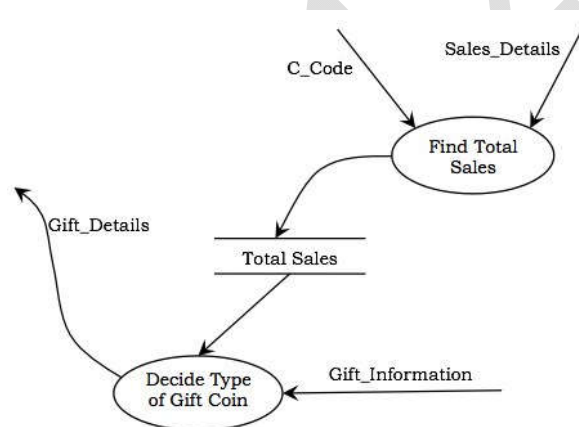 Sales_Details
C_Code
Find Total
Sales
Gift_Details
Total Sales
Decide Type
of Gift Coin
Gift_Information